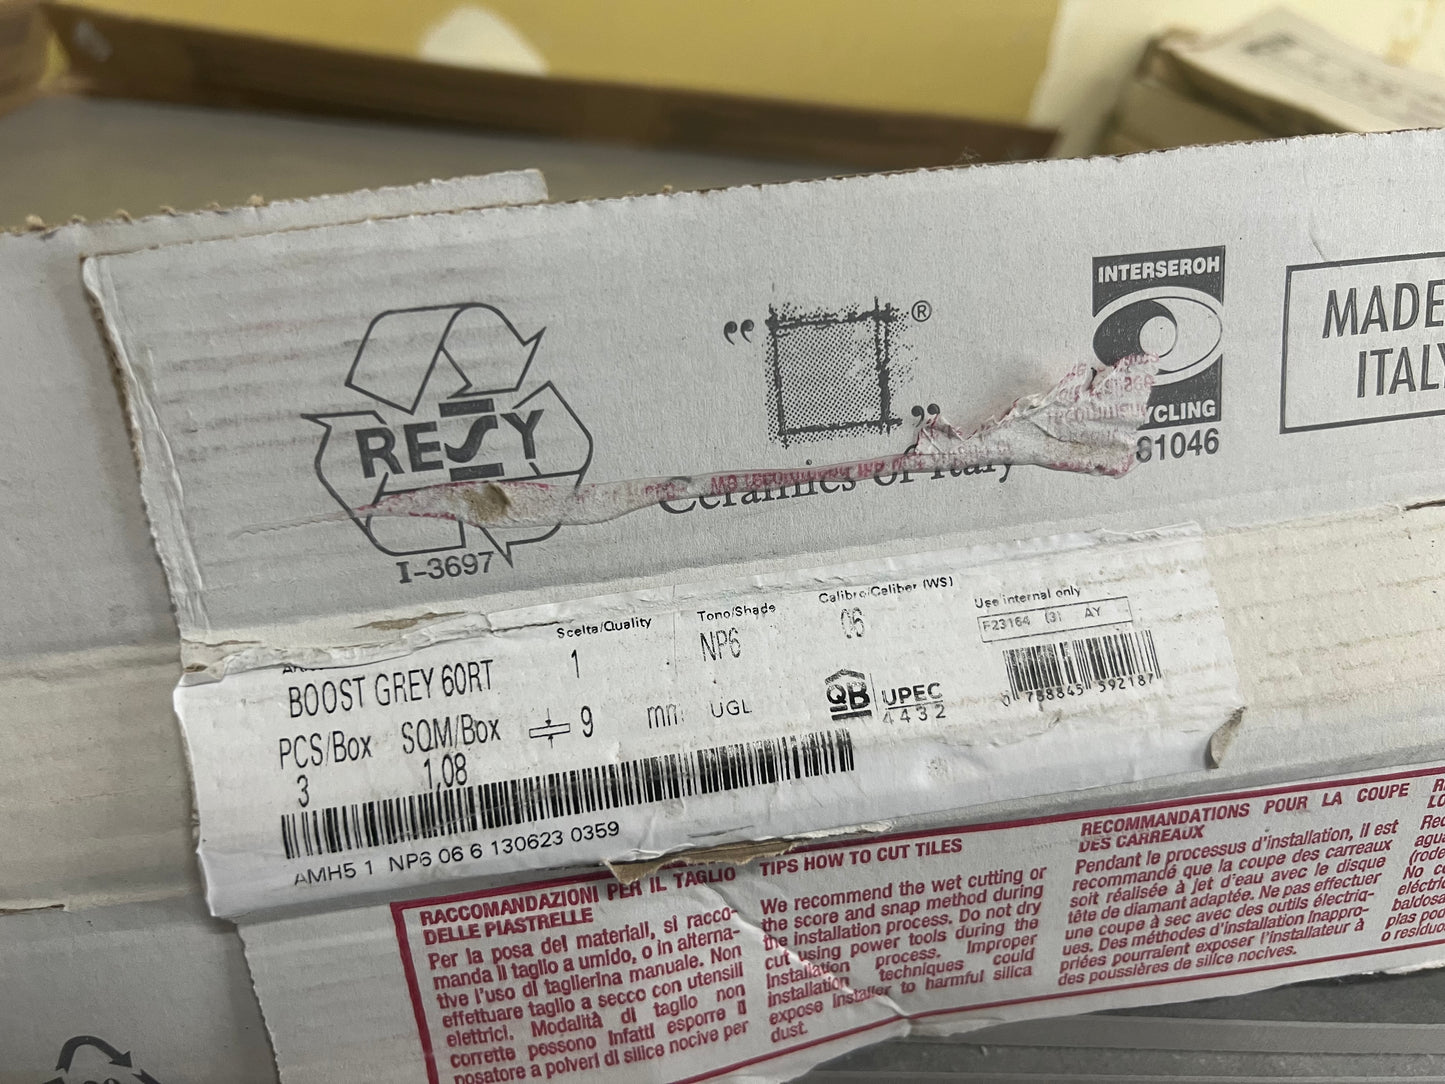 INTERSEROH
MADE
ITALY
®
RESY
YCLING
81046
Ceramics of Italy
I-3697
Scelta/Quality
Tono/Shade
Calibro/Caliber (WS)
Use internal only
1
NP6
06
F23164 (3) AY
BOOST GREY 60RT
PCS/Box
SQM/Box
9
mm
UGL
QB
UPEC
4432
0 788845 592187
3
1,08
AMH5 1 NP6 06 6 130623 0359
RACCOMANDAZIONI PER IL TAGLIO
DELLE PIASTRELLE
Per la posa dei materiali, si racco-
manda il taglio a umido, o in alterna-
tive l'uso di taglierina manuale. Non
effettuare taglio a secco con utensili
elettrici. Modalità di taglio non
corrette possono infatti esporre il
posatore a polveri di silice nocive per
TIPS HOW TO CUT TILES
We recommend the wet cutting or
the score and snap method during
the installation process. Do not dry
cut using power tools during the
installation process. Improper
installation techniques could
expose installer to harmful silica
dust.
RECOMMANDATIONS POUR LA COUPE
DES CARREAUX
Pendant le processus d'installation, il est
recommandé que la coupe des carreaux
soit réalisée à jet d'eau avec le disque
tête de diamant adaptée. Ne pas effectuer
une coupe à sec avec des outils électriq-
ues. Des méthodes d'installation inappro-
priées pourraient exposer l'installateur à
des poussières de silice nocives.